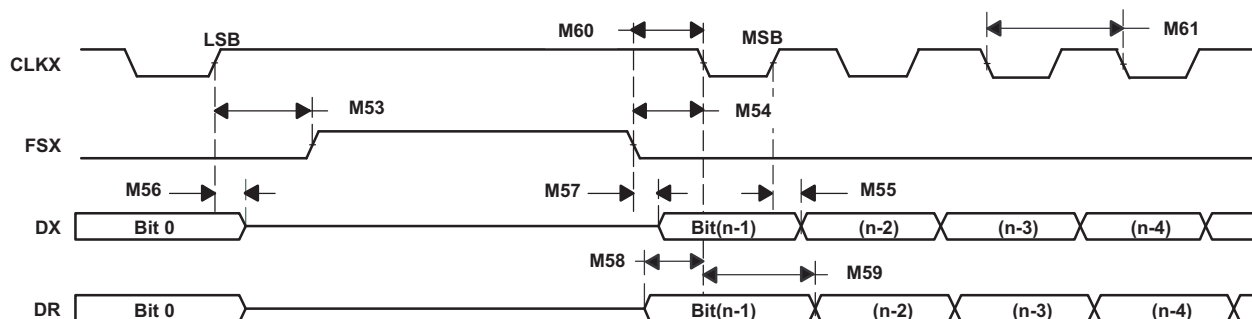 LSB
M60
MSB
M61
CLKX
M53
M54
FSX
M56
M57
M55
DX
Bit 0
Bit(n-1)
(n-2)
(n-3)
(n-4)
M58
M59
DR
Bit 0
Bit(n-1)
(n-2)
(n-3)
(n-4)